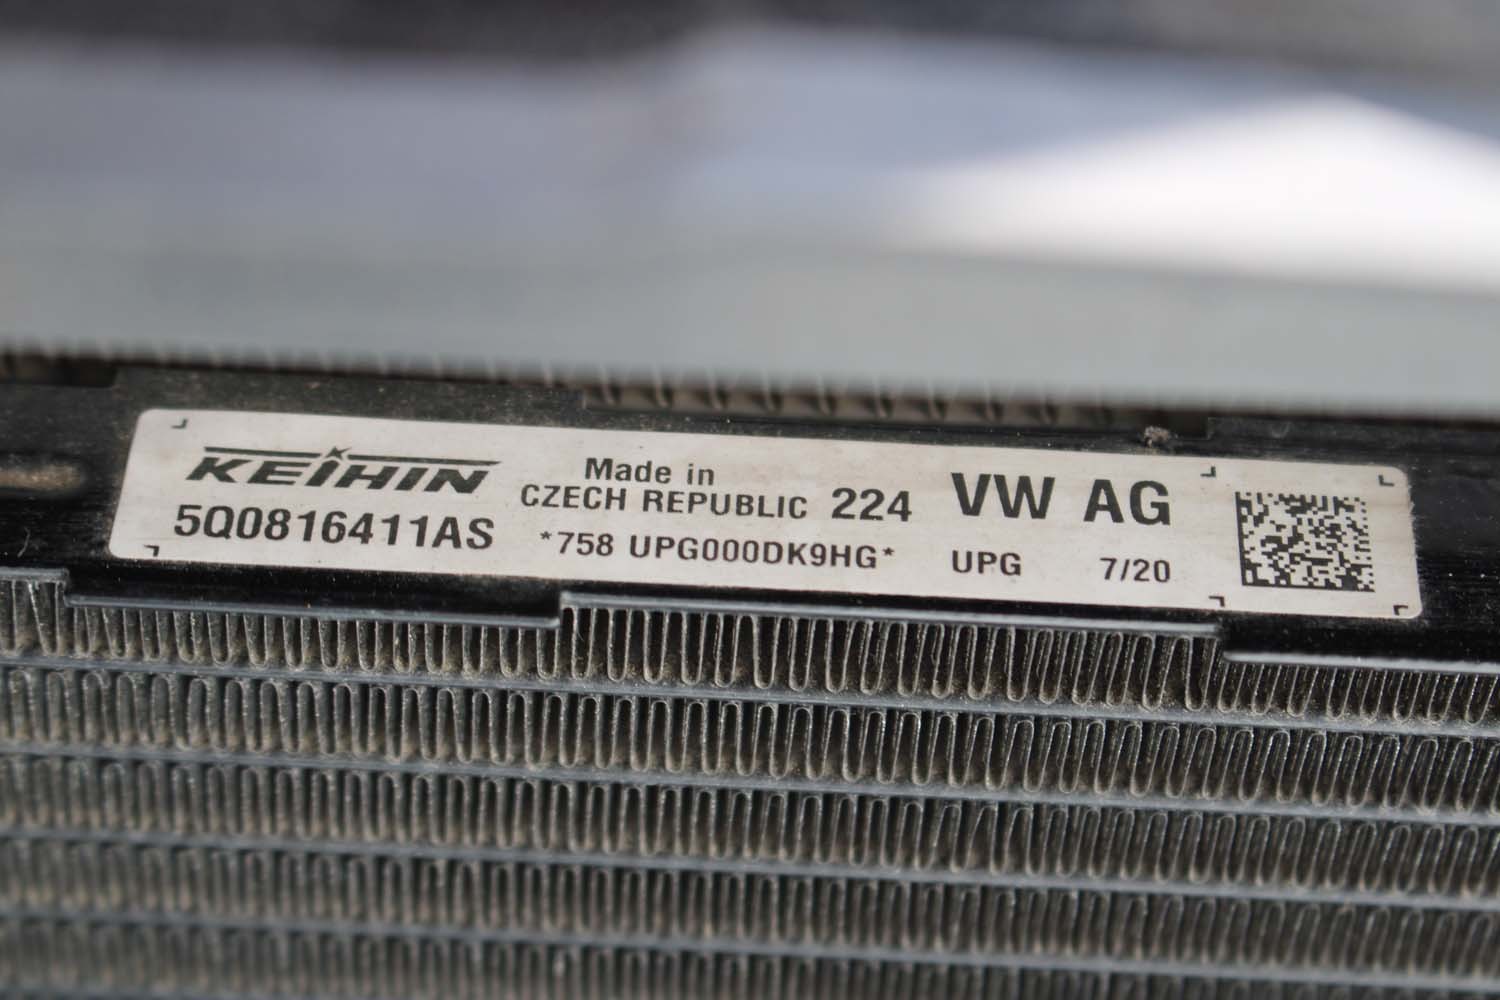 KEIHIN
5Q0816411AS
Made in
CZECH REPUBLIC 224
*758 UPG000DK9HG*
VW AG
UPG 7/20